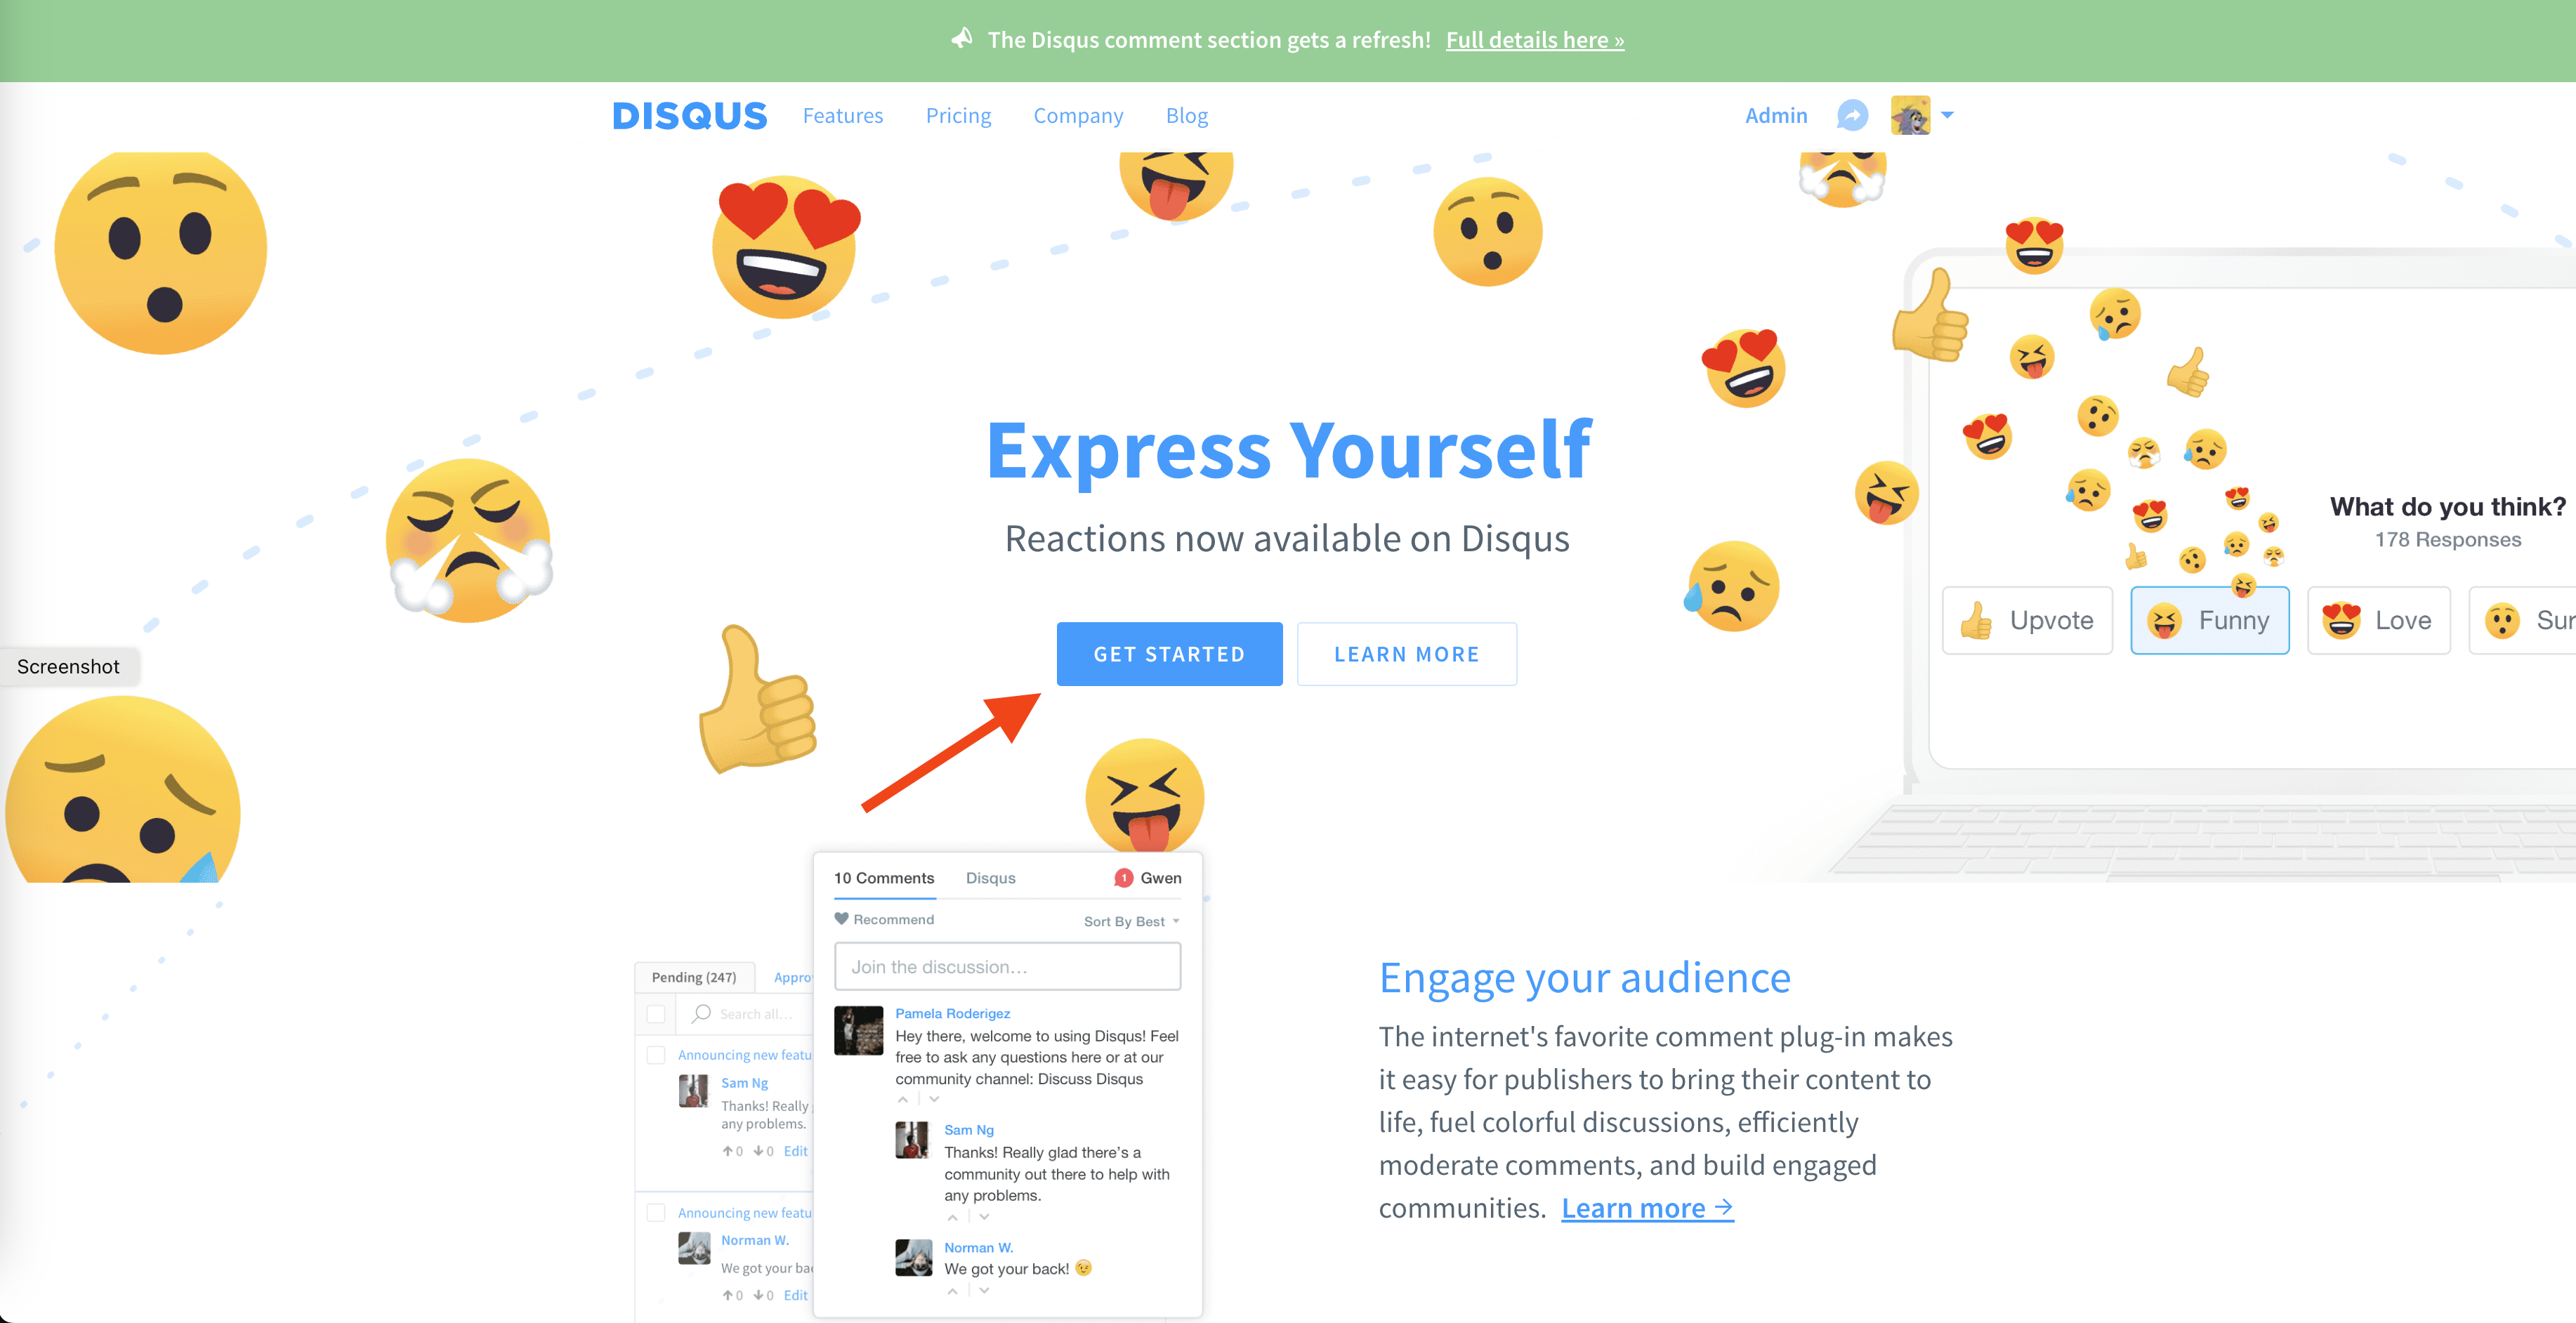 The Disqus comment section gets a refresh! Full details here »
DISQUS Features Pricing Company Blog Admin
Express Yourself
Reactions now available on Disqus
GET STARTED LEARN MORE
What do you think?
178 Responses
Upvote Funny Love Sur
Screenshot
Pending (247) Appro
Search all...
Announcing new featu
Sam Ng
Thanks! Really
any problems.
0 0 Edit
Announcing new featu
Norman W.
We got your ba
0 0 Edit
10 Comments Disqus 1 Gwen
Recommend Sort By Best
Join the discussion...
Pamela Roderigez
Hey there, welcome to using Disqus! Feel
free to ask any questions here or at our
community channel: Discuss Disqus
Sam Ng
Thanks! Really glad there's a
community out there to help with
any problems.
Norman W.
We got your back! 😉
Engage your audience
The internet's favorite comment plug-in makes
it easy for publishers to bring their content to
life, fuel colorful discussions, efficiently
moderate comments, and build engaged
communities. Learn more →